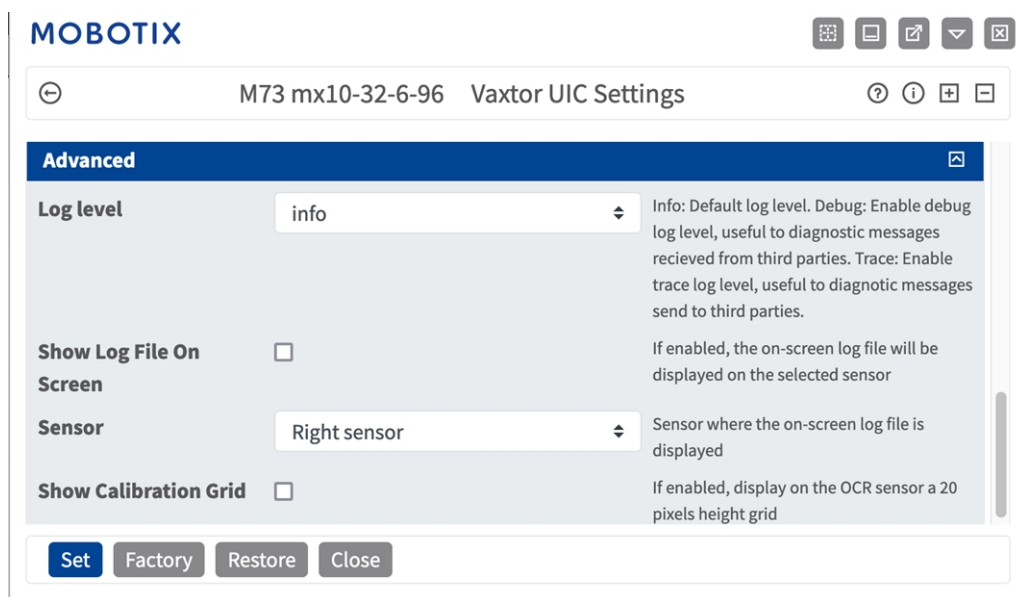 MOBOTIX
M73 mx10-32-6-96 Vaxtor UIC Settings
Advanced
Log level
info
Info: Default log level. Debug: Enable debug
log level, useful to diagnostic messages
recieved from third parties. Trace: Enable
trace log level, useful to diagnotic messages
send to third parties.
Show Log File On
Screen
If enabled, the on-screen log file will be
displayed on the selected sensor
Sensor
Right sensor
Sensor where the on-screen log file is
displayed
Show Calibration Grid
If enabled, display on the OCR sensor a 20
pixels height grid
Set
Factory
Restore
Close